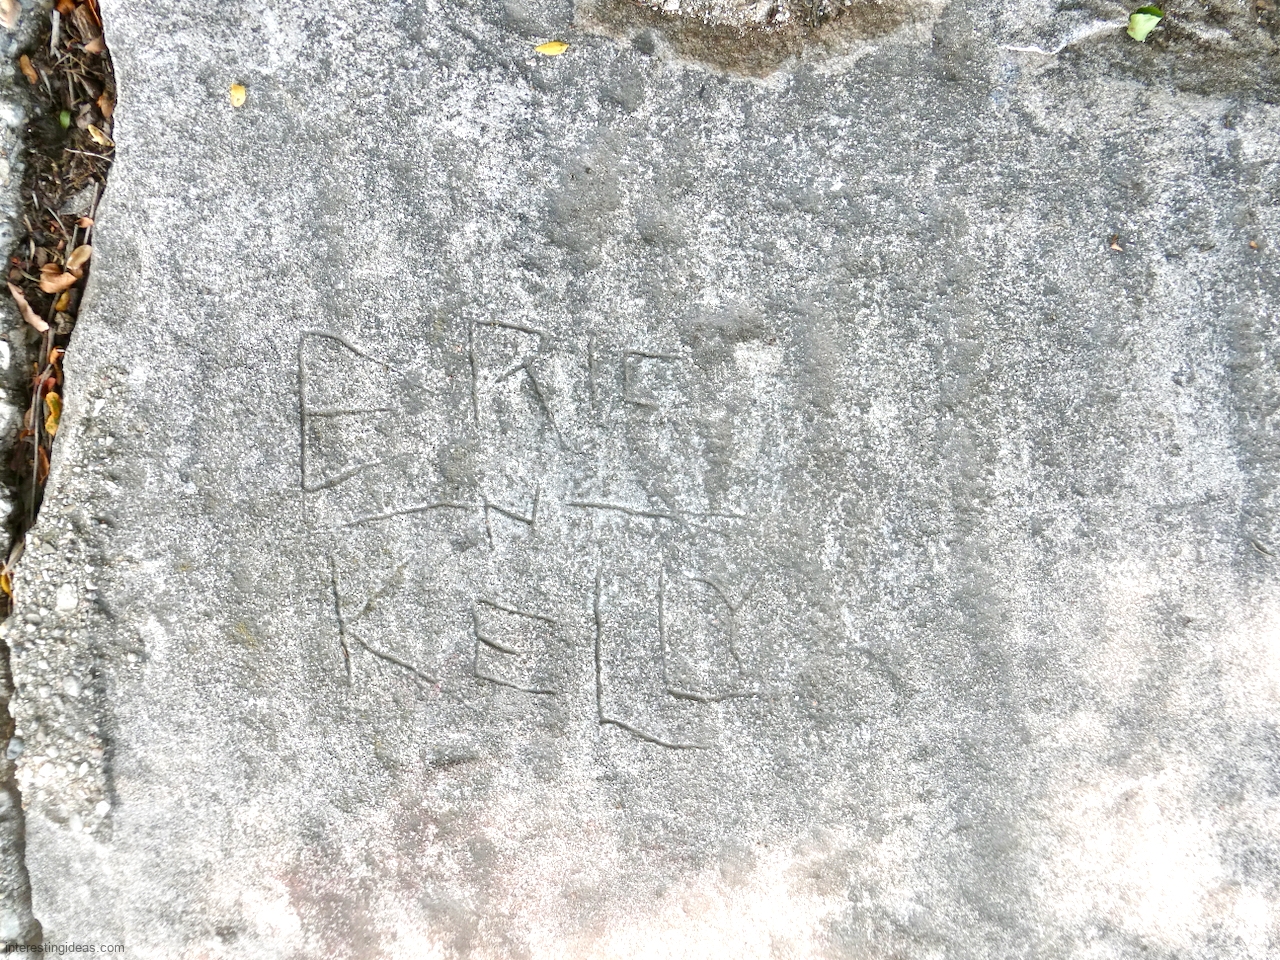 ERIC
-N-
KELLY
interestingideas.com